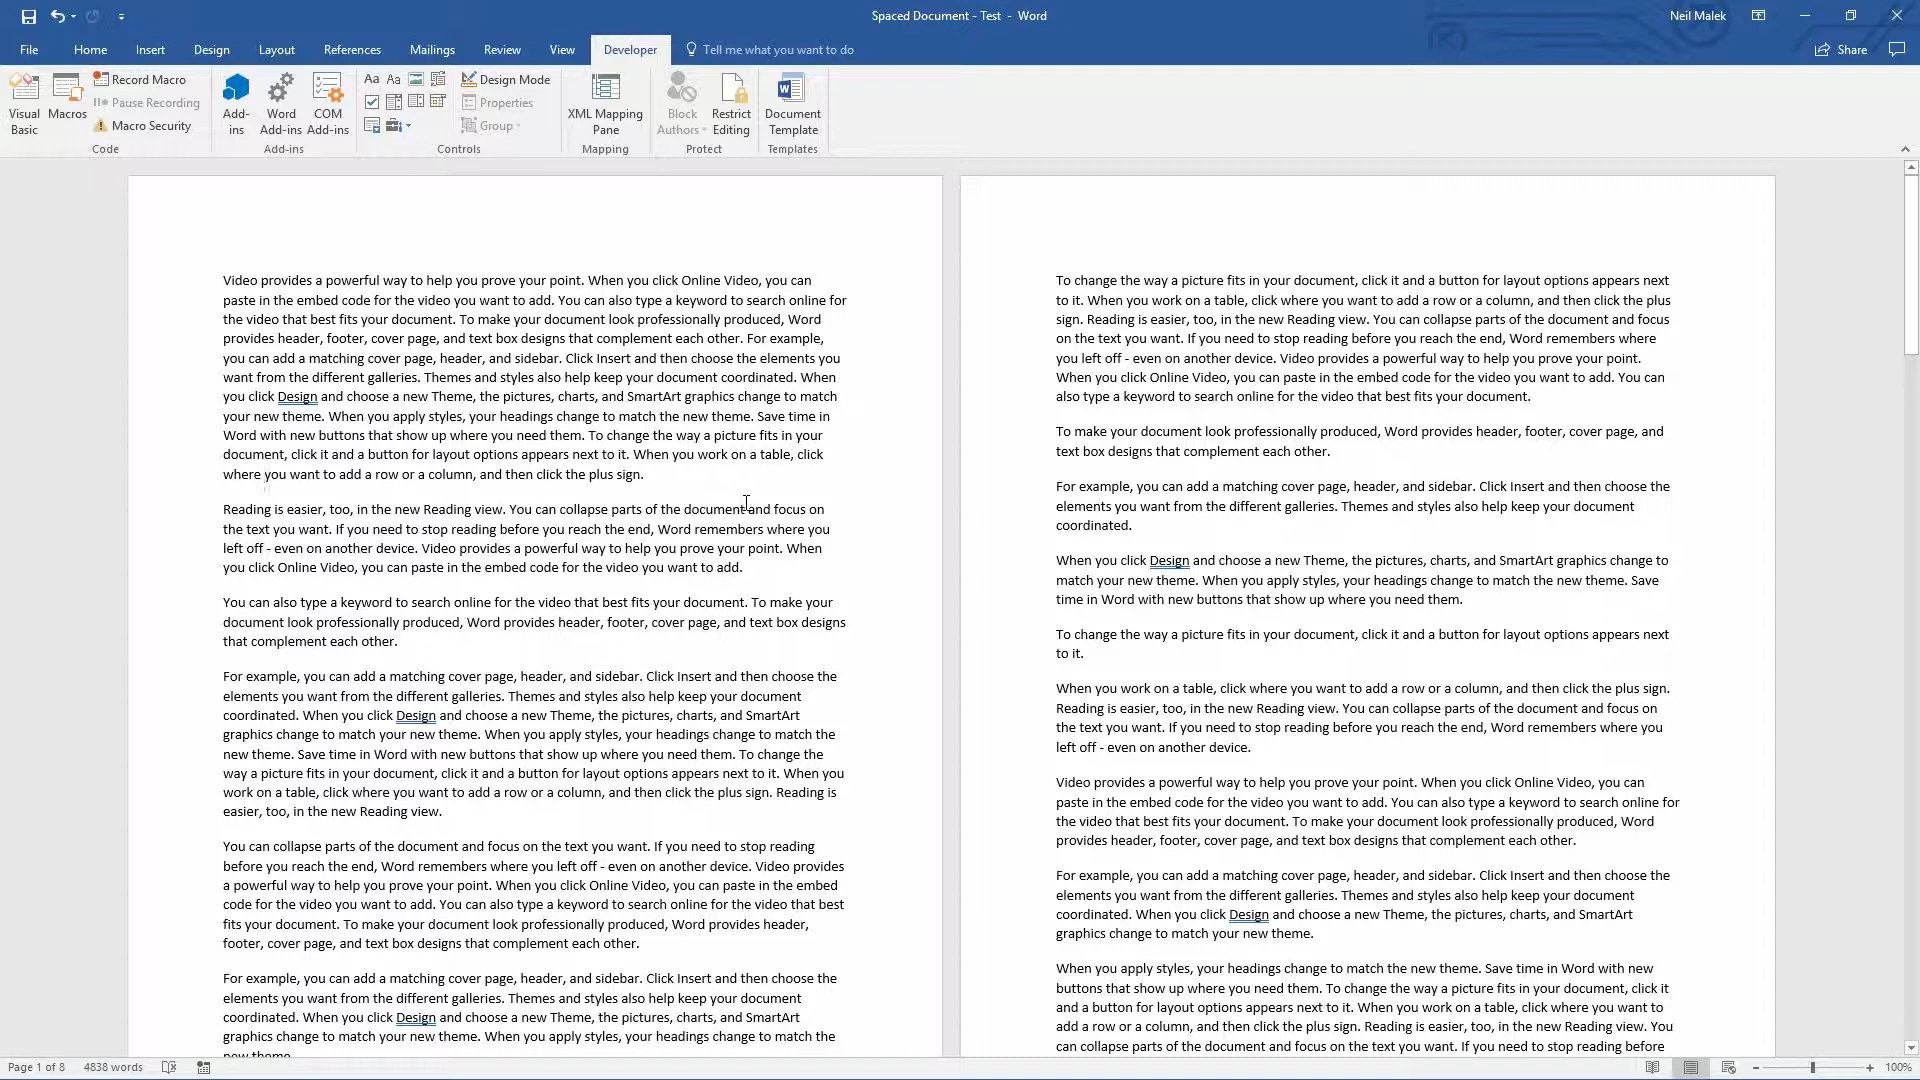 Spaced Document - Test - Word
Neil Malek
File Home Insert Design Layout References Mailings Review View Developer Tell me what you want to do
Share
Visual Basic
Macros
Record Macro
Pause Recording
Macro Security
Code
Add-ins
Word Add-ins
COM Add-ins
Add-ins
Aa Aa
Design Mode
Properties
Group
Controls
XML Mapping Pane
Mapping
Block Authors
Restrict Editing
Protect
Document Template
Templates
Video provides a powerful way to help you prove your point. When you click Online Video, you can
paste in the embed code for the video you want to add. You can also type a keyword to search online for
the video that best fits your document. To make your document look professionally produced, Word
provides header, footer, cover page, and text box designs that complement each other. For example,
you can add a matching cover page, header, and sidebar. Click Insert and then choose the elements you
want from the different galleries. Themes and styles also help keep your document coordinated. When
you click Design and choose a new Theme, the pictures, charts, and SmartArt graphics change to match
your new theme. When you apply styles, your headings change to match the new theme. Save time in
Word with new buttons that show up where you need them. To change the way a picture fits in your
document, click it and a button for layout options appears next to it. When you work on a table, click
where you want to add a row or a column, and then click the plus sign.
Reading is easier, too, in the new Reading view. You can collapse parts of the document and focus on
the text you want. If you need to stop reading before you reach the end, Word remembers where you
left off - even on another device. Video provides a powerful way to help you prove your point. When
you click Online Video, you can paste in the embed code for the video you want to add.
You can also type a keyword to search online for the video that best fits your document. To make your
document look professionally produced, Word provides header, footer, cover page, and text box designs
that complement each other.
For example, you can add a matching cover page, header, and sidebar. Click Insert and then choose the
elements you want from the different galleries. Themes and styles also help keep your document
coordinated. When you click Design and choose a new Theme, the pictures, charts, and SmartArt
graphics change to match your new theme. When you apply styles, your headings change to match the
new theme. Save time in Word with new buttons that show up where you need them. To change the
way a picture fits in your document, click it and a button for layout options appears next to it. When you
work on a table, click where you want to add a row or a column, and then click the plus sign. Reading is
easier, too, in the new Reading view.
You can collapse parts of the document and focus on the text you want. If you need to stop reading
before you reach the end, Word remembers where you left off - even on another device. Video provides
a powerful way to help you prove your point. When you click Online Video, you can paste in the embed
code for the video you want to add. You can also type a keyword to search online for the video that best
fits your document. To make your document look professionally produced, Word provides header,
footer, cover page, and text box designs that complement each other.
For example, you can add a matching cover page, header, and sidebar. Click Insert and then choose the
elements you want from the different galleries. Themes and styles also help keep your document
coordinated. When you click Design and choose a new Theme, the pictures, charts, and SmartArt
graphics change to match your new theme. When you apply styles, your headings change to match the
new theme.
To change the way a picture fits in your document, click it and a button for layout options appears next
to it. When you work on a table, click where you want to add a row or a column, and then click the plus
sign. Reading is easier, too, in the new Reading view. You can collapse parts of the document and focus
on the text you want. If you need to stop reading before you reach the end, Word remembers where
you left off - even on another device. Video provides a powerful way to help you prove your point.
When you click Online Video, you can paste in the embed code for the video you want to add. You can
also type a keyword to search online for the video that best fits your document.
To make your document look professionally produced, Word provides header, footer, cover page, and
text box designs that complement each other.
For example, you can add a matching cover page, header, and sidebar. Click Insert and then choose the
elements you want from the different galleries. Themes and styles also help keep your document
coordinated.
When you click Design and choose a new Theme, the pictures, charts, and SmartArt graphics change to
match your new theme. When you apply styles, your headings change to match the new theme. Save
time in Word with new buttons that show up where you need them.
To change the way a picture fits in your document, click it and a button for layout options appears next
to it.
When you work on a table, click where you want to add a row or a column, and then click the plus sign.
Reading is easier, too, in the new Reading view. You can collapse parts of the document and focus on
the text you want. If you need to stop reading before you reach the end, Word remembers where you
left off - even on another device.
Video provides a powerful way to help you prove your point. When you click Online Video, you can
paste in the embed code for the video you want to add. You can also type a keyword to search online for
the video that best fits your document. To make your document look professionally produced, Word
provides header, footer, cover page, and text box designs that complement each other.
For example, you can add a matching cover page, header, and sidebar. Click Insert and then choose the
elements you want from the different galleries. Themes and styles also help keep your document
coordinated. When you click Design and choose a new Theme, the pictures, charts, and SmartArt
graphics change to match your new theme.
When you apply styles, your headings change to match the new theme. Save time in Word with new
buttons that show up where you need them. To change the way a picture fits in your document, click it
and a button for layout options appears next to it. When you work on a table, click where you want to
add a row or a column, and then click the plus sign. Reading is easier, too, in the new Reading view. You
can collapse parts of the document and focus on the text you want. If you need to stop reading before
Page 1 of 8 4838 words
100%